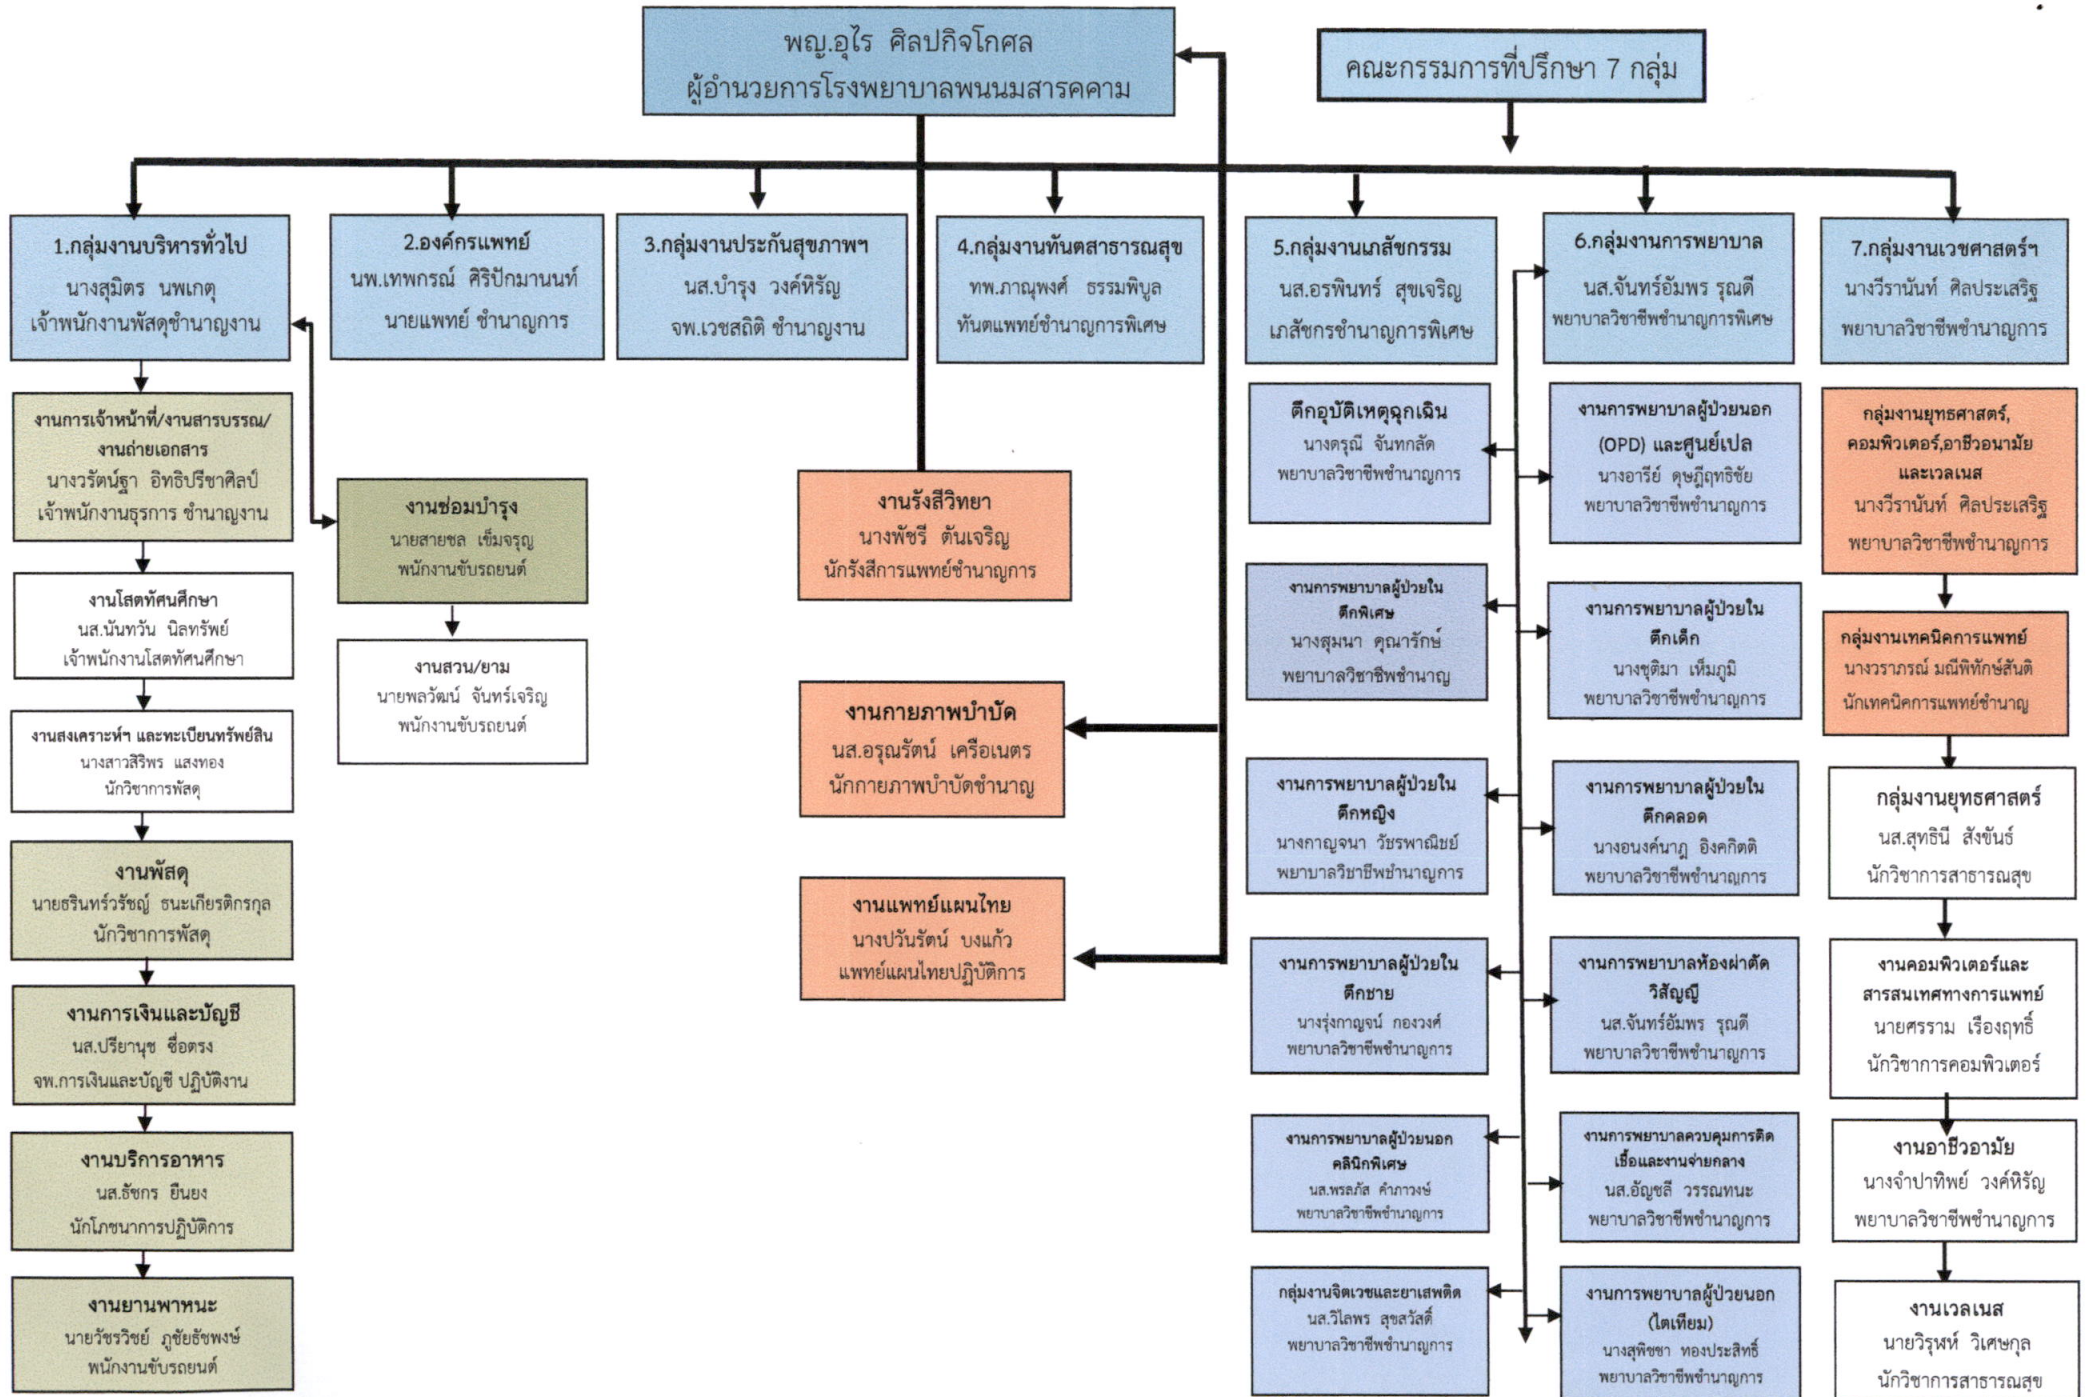 พญ.อุไร ศิลปกิจโกศล
ผู้อำนวยการโรงพยาบาลพนนมสารคคาม
คณะกรรมการที่ปรึกษา 7 กลุ่ม
1.กลุ่มงานบริหารทั่วไป
นางสุมิตร นพเกตุ
เจ้าพนักงานพัสดุชำนาญงาน
2.องค์กรแพทย์
นพ.เทพกรณ์ ศิริปักมานนท์
นายแพทย์ ชำนาญการ
3.กลุ่มงานประกันสุขภาพฯ
นส.บำรุง วงค์หิรัญ
จพ.เวชสถิติ ชำนาญงาน
4.กลุ่มงานทันตสาธารณสุข
ทพ.ภาณุพงศ์ ธรรมพิบูล
ทันตแพทย์ชำนาญการพิเศษ
5.กลุ่มงานเภสัชกรรม
นส.อรพินทร์ สุขเจริญ
เภสัชกรชำนาญการพิเศษ
6.กลุ่มงานการพยาบาล
นส.จันทร์อัมพร รุณดี
พยาบาลวิชาชีพชำนาญการพิเศษ
7.กลุ่มงานเวชศาสตร์ฯ
นางวีรานันท์ ศิลประเสริฐ
พยาบาลวิชาชีพชำนาญการ
งานการเจ้าหน้าที่/งานสารบรรณ/
งานถ่ายเอกสาร
นางวรัตน์ฐา อิทธิปรีชาศิลป์
เจ้าพนักงานธุรการ ชำนาญงาน
งานโสตทัศนศึกษา
นส.นันทวัน นิลทรัพย์
เจ้าพนักงานโสตทัศนศึกษา
งานสงเคราะห์ฯ และทะเบียนทรัพย์สิน
นางสาวสิริพร แสงทอง
นักวิชาการพัสดุ
งานพัสดุ
นายธรินทร์วรัชญ์ ธนะเกียรติกรกุล
นักวิชาการพัสดุ
งานการเงินและบัญชี
นส.ปรียานุช ซื่อตรง
จพ.การเงินและบัญชี ปฏิบัติงาน
งานบริการอาหาร
นส.ธัชกร ยืนยง
นักโภชนาการปฏิบัติการ
งานยานพาหนะ
นายวัชรวิชย์ ภูชัยธัชพงษ์
พนักงานขับรถยนต์
งานซ่อมบำรุง
นายสายชล เข็มจรุญ
พนักงานขับรถยนต์
งานสวน/ยาม
นายพลวัฒน์ จันทร์เจริญ
พนักงานขับรถยนต์
งานรังสีวิทยา
นางพัชรี ต้นเจริญ
นักรังสีการแพทย์ชำนาญการ
งานกายภาพบำบัด
นส.อรุณรัตน์ เครือเนตร
นักกายภาพบำบัดชำนาญ
งานแพทย์แผนไทย
นางปวันรัตน์ บงแก้ว
แพทย์แผนไทยปฏิบัติการ
ตึกอุบัติเหตุฉุกเฉิน
นางดรุณี จันทกลัด
พยาบาลวิชาชีพชำนาญการ
งานการพยาบาลผู้ป่วยใน
ตึกพิเศษ
นางสุมนา คุณารักษ์
พยาบาลวิชาชีพชำนาญ
งานการพยาบาลผู้ป่วยใน
ตึกหญิง
นางกาญจนา วัชรพาณิชย์
พยาบาลวิชาชีพชำนาญการ
งานการพยาบาลผู้ป่วยใน
ตึกชาย
นางรุ่งกาญจน์ กองวงศ์
พยาบาลวิชาชีพชำนาญการ
งานการพยาบาลผู้ป่วยนอก
คลินิกพิเศษ
นส.พรลภัส คำภาวงษ์
พยาบาลวิชาชีพชำนาญการ
กลุ่มงานจิตเวชและยาเสพติด
นส.วิไลพร สุขสวัสดิ์
พยาบาลวิชาชีพชำนาญการ
งานการพยาบาลผู้ป่วยนอก
(OPD) และศูนย์เปล
นางอารีย์ ดุษฎีฤทธิชัย
พยาบาลวิชาชีพชำนาญการ
งานการพยาบาลผู้ป่วยใน
ตึกเด็ก
นางชุติมา เห็มภูมิ
พยาบาลวิชาชีพชำนาญการ
งานการพยาบาลผู้ป่วยใน
ตึกคลอด
นางอนงค์นาฎ อิงคกิตติ
พยาบาลวิชาชีพชำนาญการ
งานการพยาบาลห้องผ่าตัด
วิสัญญี
นส.จันทร์อัมพร รุณดี
พยาบาลวิชาชีพชำนาญการ
งานการพยาบาลควบคุมการติด
เชื้อและงานจ่ายกลาง
นส.อัญชลี วรรณทนะ
พยาบาลวิชาชีพชำนาญการ
งานการพยาบาลผู้ป่วยนอก
(ไตเทียม)
นางสุพิชชา ทองประสิทธิ์
พยาบาลวิชาชีพชำนาญการ
กลุ่มงานยุทธศาสตร์,
คอมพิวเตอร์,อาชีวอนามัย
และเวลเนส
นางวีรานันท์ ศิลประเสริฐ
พยาบาลวิชาชีพชำนาญการ
กลุ่มงานเทคนิคการแพทย์
นางวราภรณ์ มณีพิทักษ์สันติ
นักเทคนิคการแพทย์ชำนาญ
กลุ่มงานยุทธศาสตร์
นส.สุทธินี สังขันธ์
นักวิชาการสาธารณสุข
งานคอมพิวเตอร์และ
สารสนเทศทางการแพทย์
นายศรราม เรืองฤทธิ์
นักวิชาการคอมพิวเตอร์
งานอาชีวอามัย
นางจำปาทิพย์ วงค์หิรัญ
พยาบาลวิชาชีพชำนาญการ
งานเวลเนส
นายวิรุฬห์ วิเศษกุล
นักวิชาการสาธารณสุข